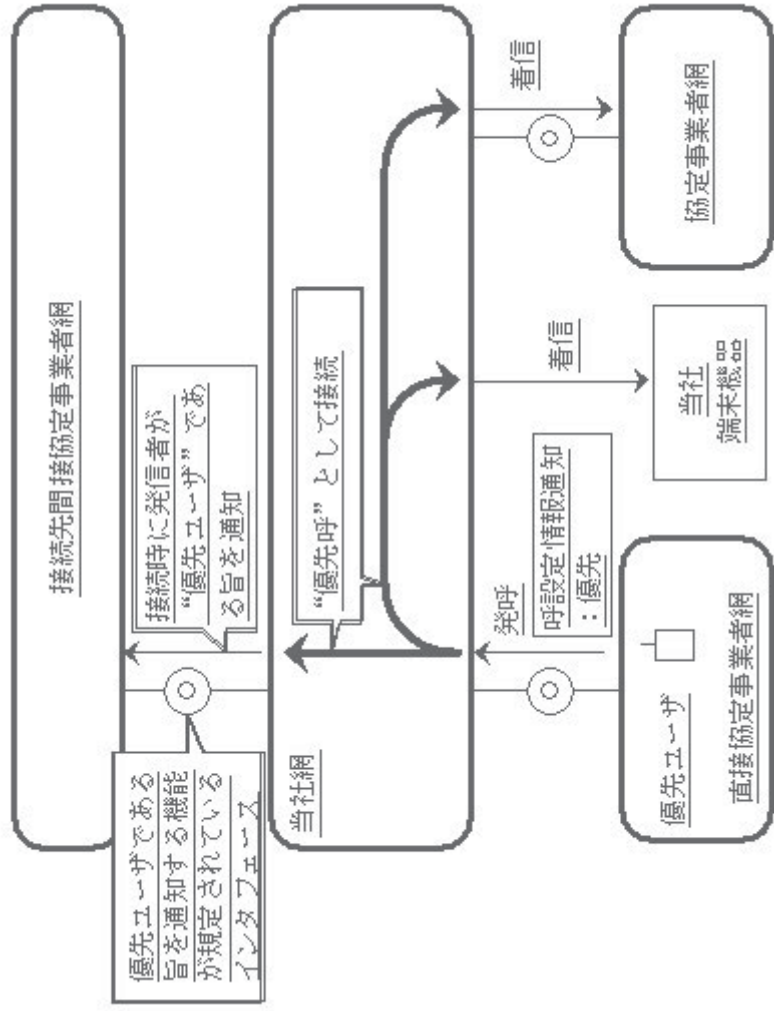 接続先間接協定事業者網
優先ユーザである
旨を通知する機能
が規定されている
インタフェース
接続時に発信者が
“優先ユーザ”であ
る旨を通知
当社網
“優先呼”として接続
発呼
呼設定情報通知
：優先
着信
着信
優先ユーザ
直接協定事業者網
当社
端末機器
協定事業者網